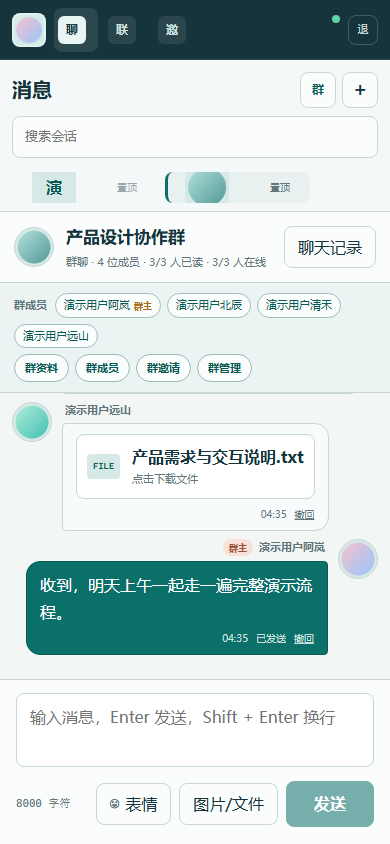 聊 联 邀 退
消息 群 +
搜索会话
演 置顶 置顶
产品设计协作群 聊天记录
群聊 · 4 位成员 · 3/3 人已读 · 3/3 人在线
群成员 演示用户阿岚 群主 演示用户北辰 演示用户清禾
演示用户远山
群资料 群成员 群邀请 群管理
演示用户远山
FILE 产品需求与交互说明.txt
点击下载文件
04:35 撤回
群主 演示用户阿岚
收到，明天上午一起走一遍完整演示流
程。
04:35 已发送 撤回
输入消息，Enter 发送，Shift + Enter 换行
8000 字符 😀 表情 图片/文件 发送